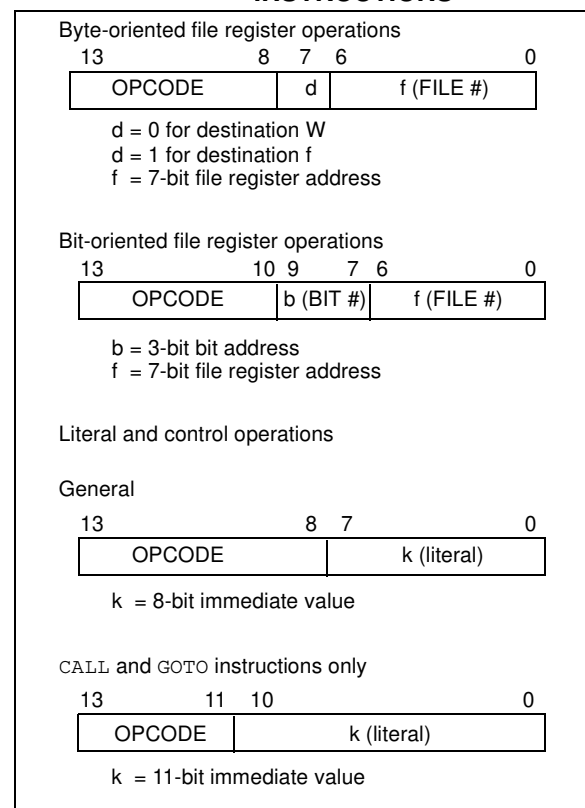 INSTRUCTIONS
Byte-oriented file register operations
13 8 7 6 0
OPCODE d f (FILE #)
d = 0 for destination W
d = 1 for destination f
f = 7-bit file register address
Bit-oriented file register operations
13 10 9 7 6 0
OPCODE b (BIT #) f (FILE #)
b = 3-bit bit address
f = 7-bit file register address
Literal and control operations
General
13 8 7 0
OPCODE k (literal)
k = 8-bit immediate value
CALL and GOTO instructions only
13 11 10 0
OPCODE k (literal)
k = 11-bit immediate value